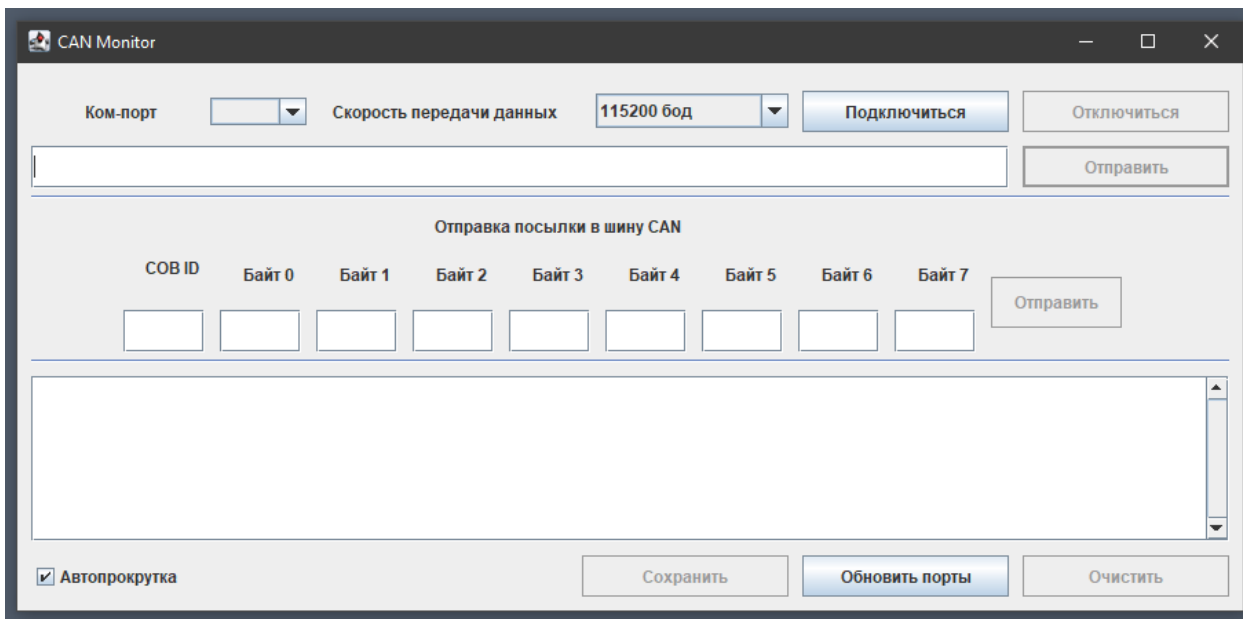 CAN Monitor
Ком-порт Скорость передачи данных 115200 бод Подключиться Отключиться
Отправить
Отправка посылки в шину CAN
COB ID Байт 0 Байт 1 Байт 2 Байт 3 Байт 4 Байт 5 Байт 6 Байт 7
Отправить
Автопрокрутка Сохранить Обновить порты Очистить